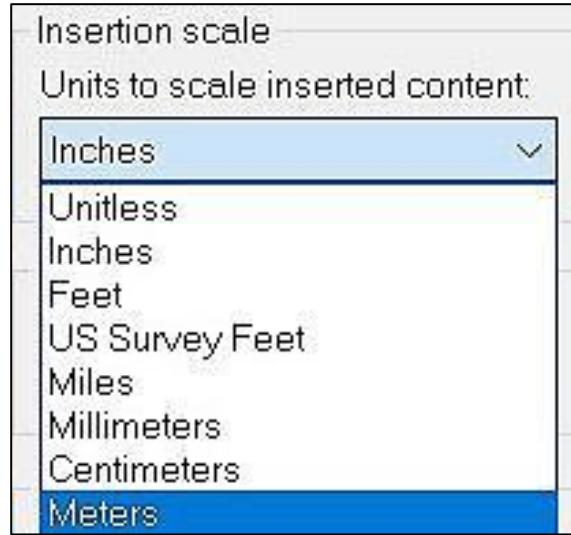 Insertion scale
Units to scale inserted content:
Inches
Unitless
Inches
Feet
US Survey Feet
Miles
Millimeters
Centimeters
Meters